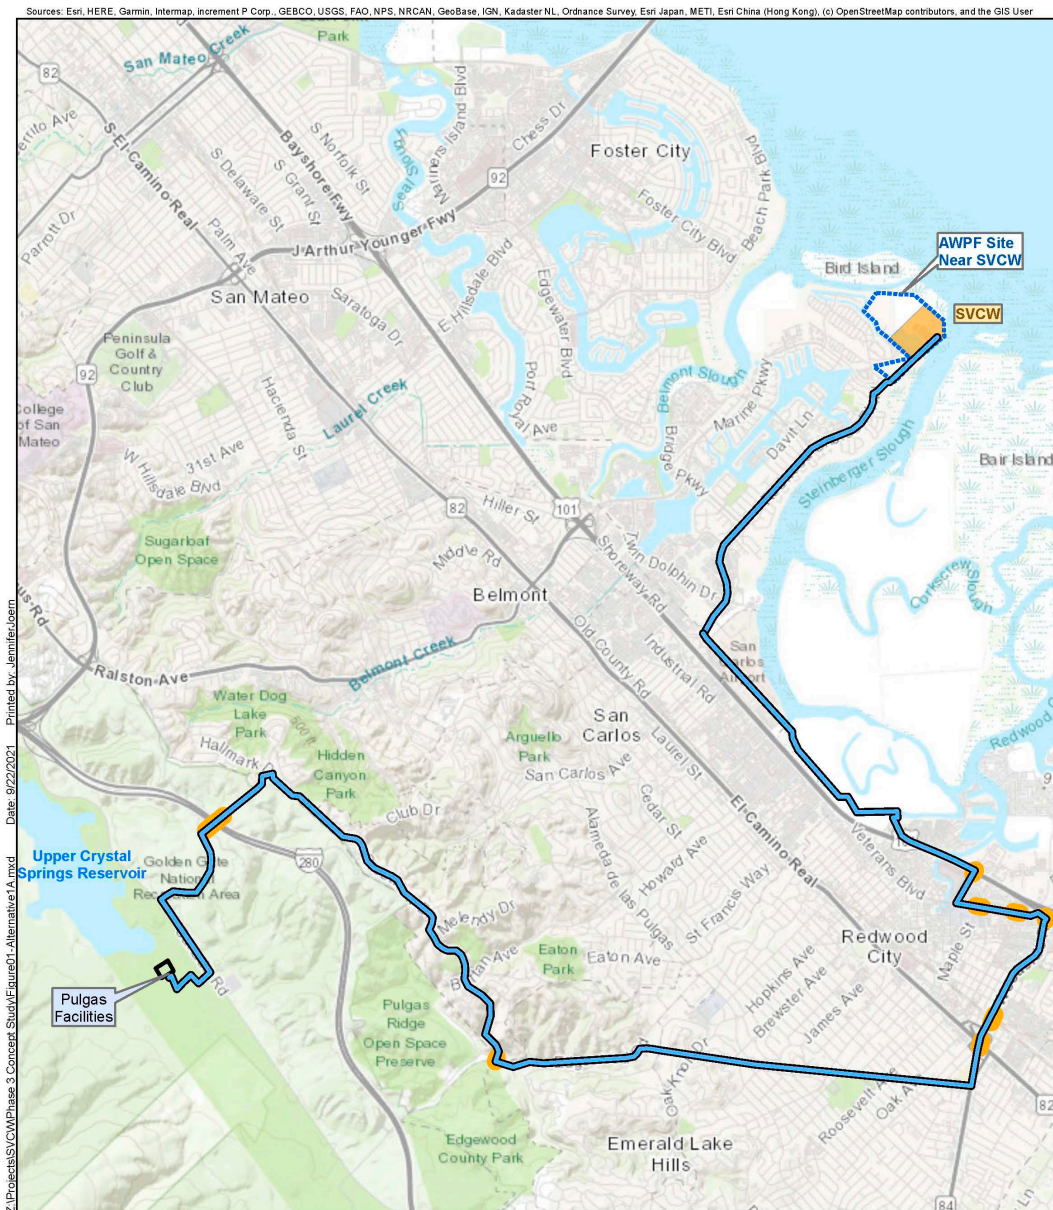 Sources: Esri, HERE, Garmin, Intermap, increment P Corp., GEBCO, USGS, FAO, NPS, NRCAN, GeoBase, IGN, Kadaster NL, Ordnance Survey, Esri Japan, METI, Esri China (Hong Kong), (c) OpenStreetMap contributors, and the GIS User
Park
San Mateo Creek
82
S El Camino Real
Bayshore Fwy
S Norfolk St
S Grant St
S Delaware St
Palm Ave
Parrott Dr
Seal Slough
Mariners Island Blvd
Chess Dr
92
Foster City
Foster City Blvd
Beach Park Blvd
J Arthur Younger Fwy
San Mateo
Saratoga Dr
E Hillsdale Blvd
Edgewater Blvd
Port Royal Ave
Bird Island
AWPF Site
Near SVCW
SVCW
Peninsula
Golf &
Country
Club
92
College
of San
Mateo
Hacienda St
Laurel Creek
31st Ave
W Hillsdale Blvd
Belmont Slough
Marine Pkwy
Bridge Pkwy
Davit Ln
Steinberger Slough
Bair Island
82
Hiller St
101
Sugarloaf
Open Space
Middle Rd
Shoreway Rd
Twin Dolphin Dr
Corkscrew
Slough
Belmont
Belmont Creek
Old County Rd
Industrial Rd
San
Carlos
Airport
Ralston Ave
Water Dog
Lake
Park
500 ft
Hallmark
Hidden
Canyon
Park
Arguello
Park
San
Carlos
San Carlos Ave
Laurel St
Redwood
Club Dr
Cedar St
El Camino Real
Alameda de las Pulgas
Howard Ave
Veterans Blvd
Upper Crystal
Springs Reservoir
Golden Gate
National
Recreation Area
280
Melendy Dr
St Francis Way
Eaton
Park
Eaton Ave
Redwood
City
Maple St
Hopkins Ave
Brewster Ave
James Ave
Rd
Pulgas
Facilities
Pulgas
Ridge
Open Space
Preserve
Oak Knoll Dr
Roosevelt Ave
Oak Ave
82
Edgewood
County Park
Emerald Lake
Hills
84
Z:\Projects\SVCW\Phase 3 Concept Study\Figure01-Alternative1A.mxd Date: 9/22/2021 Printed by: JenniferJoern